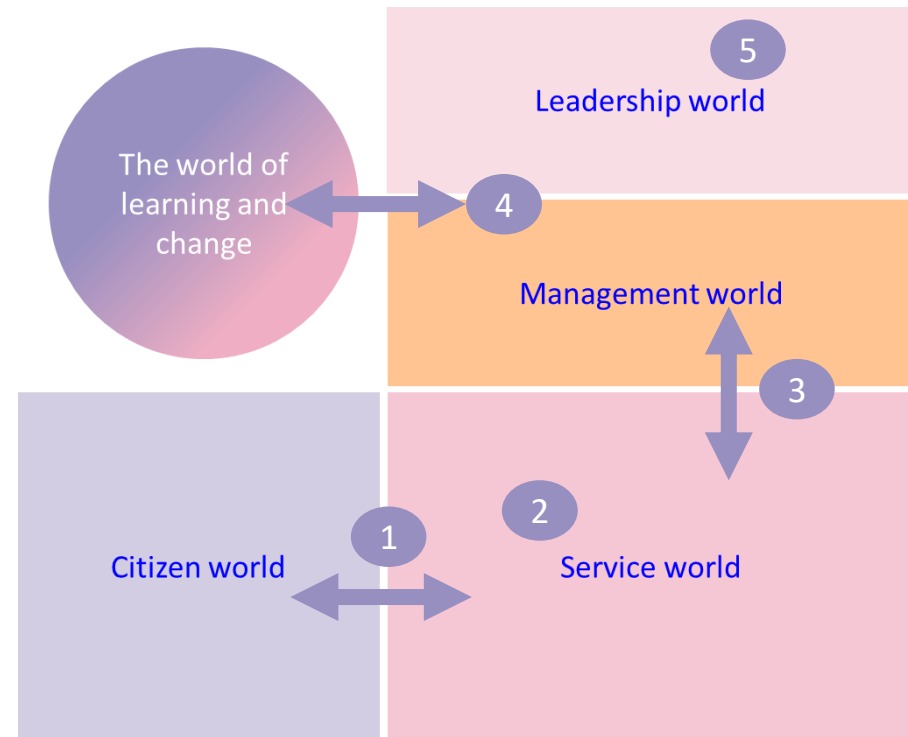 5
Leadership world
The world of
learning and
change
4
Management world
3
2
1
Citizen world
Service world